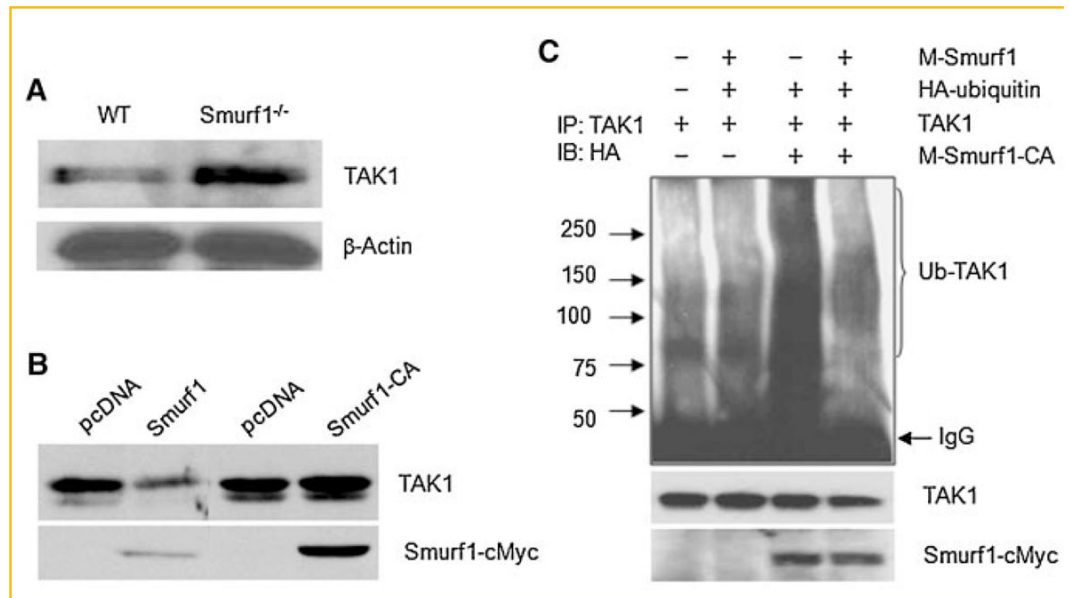 A
WT Smurf1-/-
TAK1
β-Actin
B
pcDNA Smurf1 pcDNA Smurf1-CA
TAK1
Smurf1-cMyc
C
− + − + M-Smurf1
− + + + HA-ubiquitin
IP: TAK1 + + + + TAK1
IB: HA − − + + M-Smurf1-CA
250
150
100
75
50
Ub-TAK1
IgG
TAK1
Smurf1-cMyc